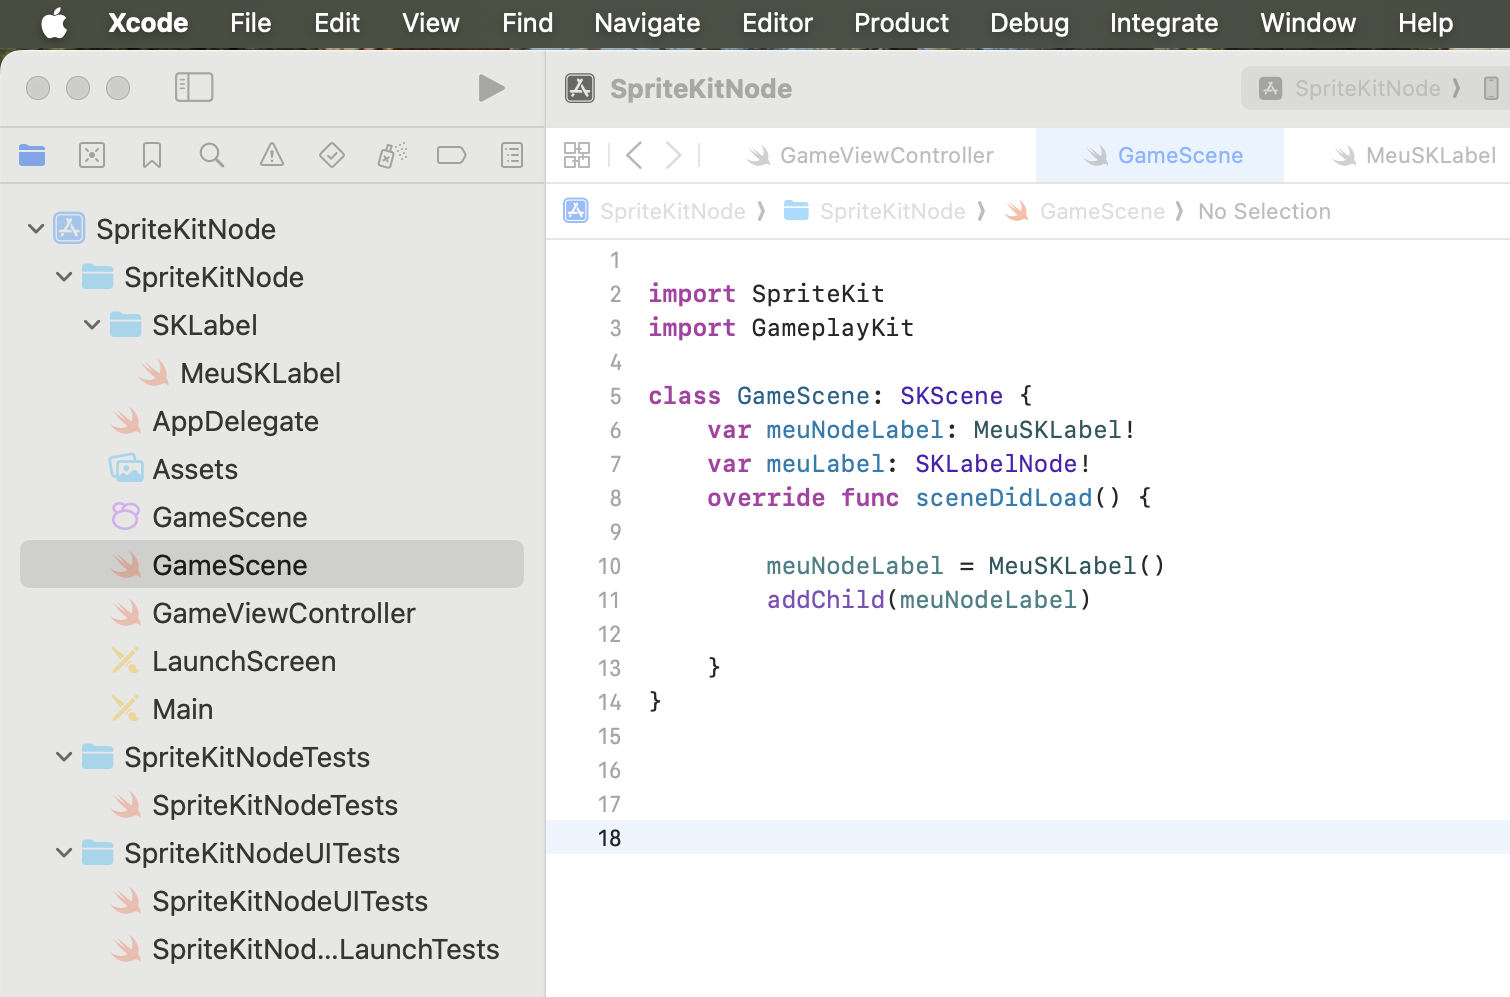 Xcode File Edit View Find Navigate Editor Product Debug Integrate Window Help
SpriteKitNode SpriteKitNode
GameViewController GameScene MeuSKLabel
SpriteKitNode SpriteKitNode GameScene No Selection
SpriteKitNode
SpriteKitNode
SKLabel
MeuSKLabel
AppDelegate
Assets
GameScene
GameScene
GameViewController
LaunchScreen
Main
SpriteKitNodeTests
SpriteKitNodeTests
SpriteKitNodeUITests
SpriteKitNodeUITests
SpriteKitNod...LaunchTests
1
2 import SpriteKit
3 import GameplayKit
4
5 class GameScene: SKScene {
6 var meuNodeLabel: MeuSKLabel!
7 var meuLabel: SKLabelNode!
8 override func sceneDidLoad() {
9
10 meuNodeLabel = MeuSKLabel()
11 addChild(meuNodeLabel)
12
13 }
14 }
15
16
17
18